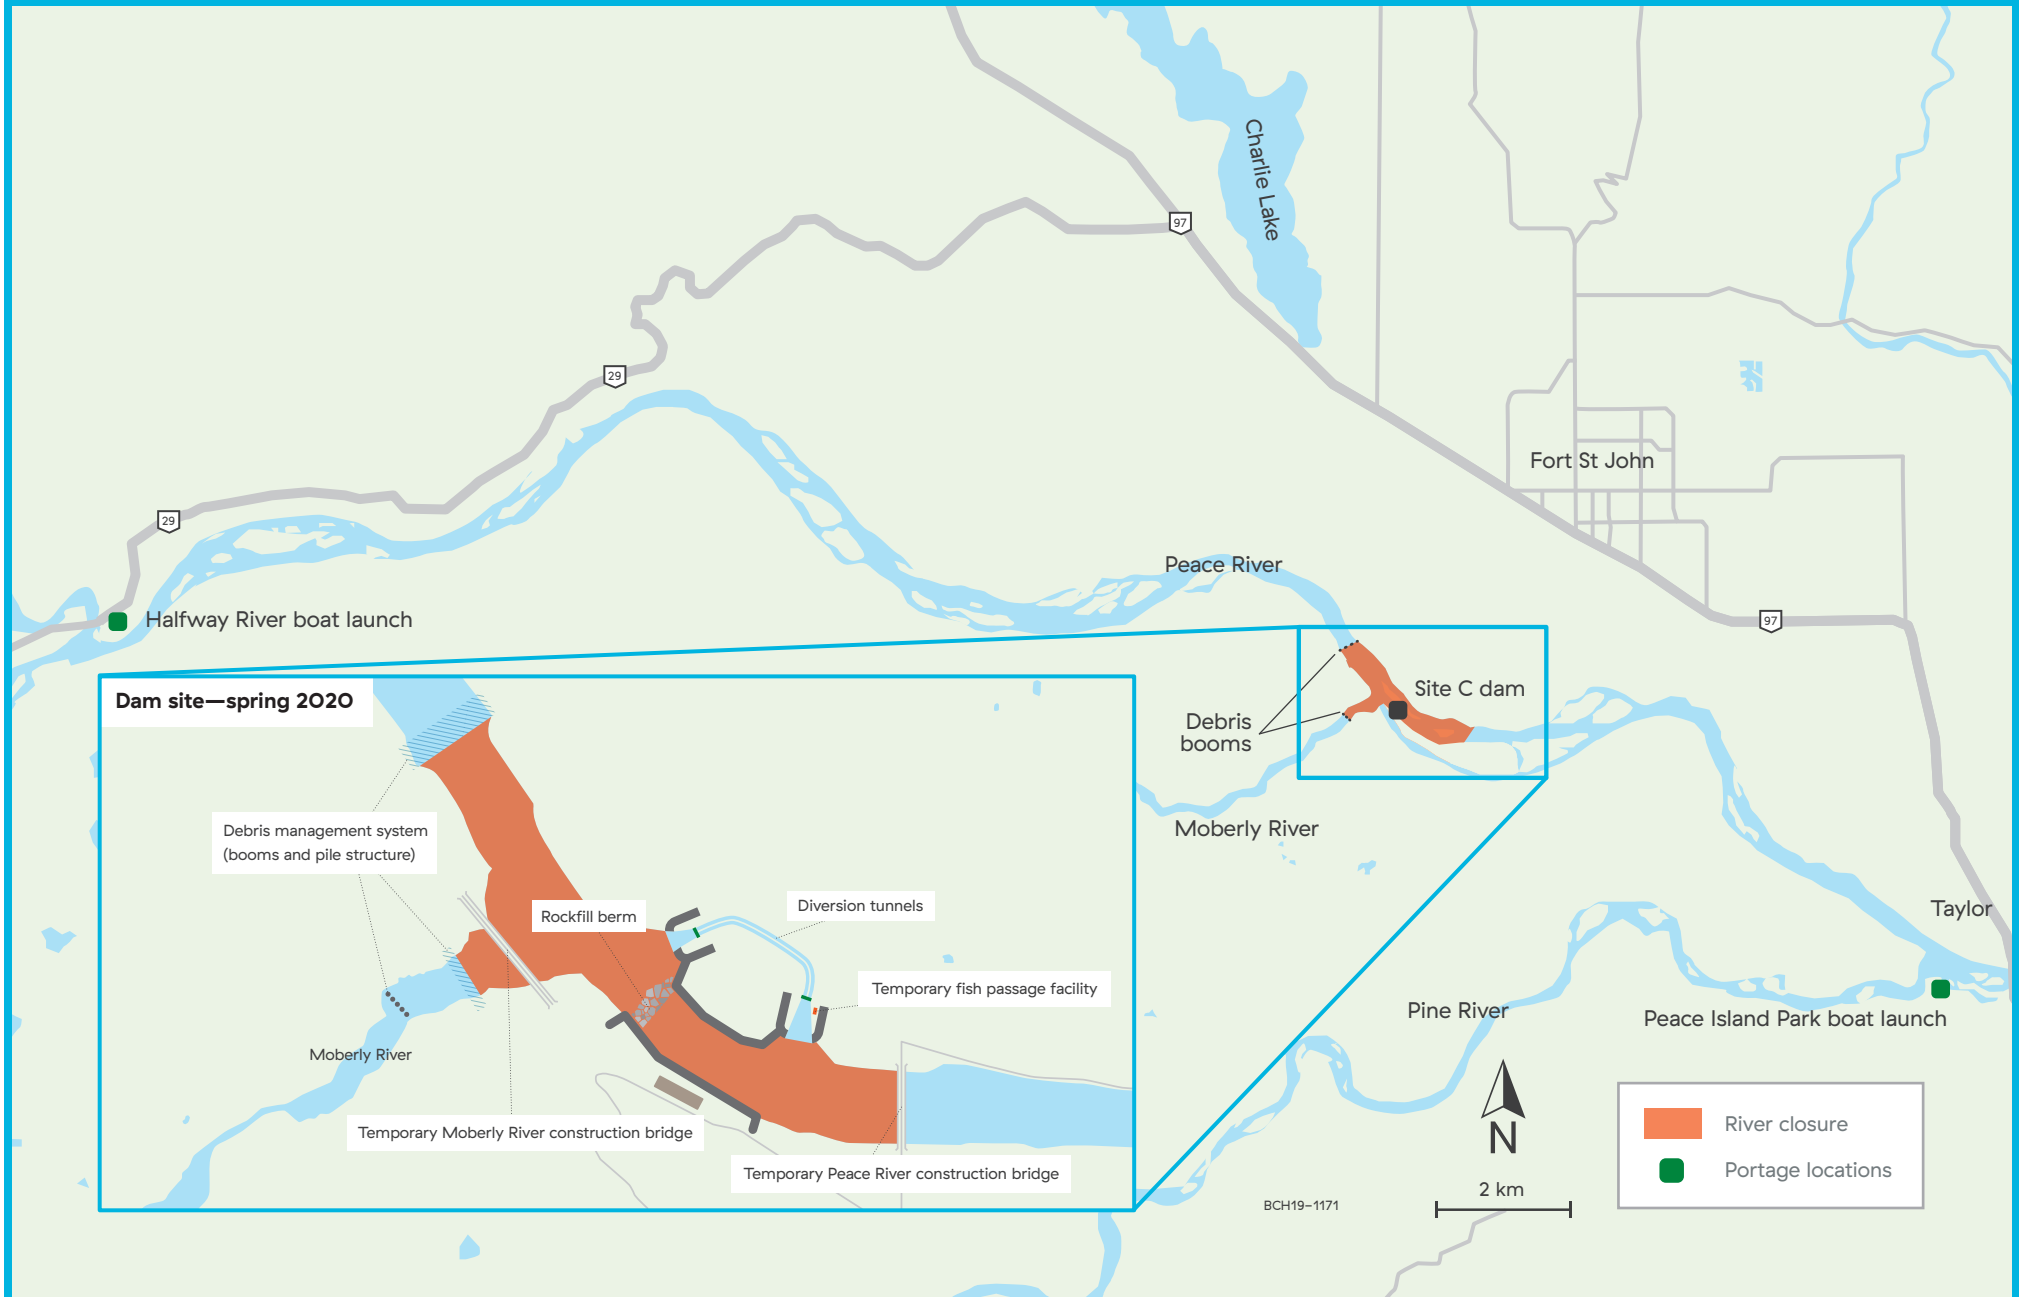 Charlie Lake
97
29
Fort St John
29
Peace River
Halfway River boat launch
97
Site C dam
Debris
booms
Moberly River
Taylor
Pine River
Peace Island Park boat launch
Dam site—spring 2020
Debris management system
(booms and pile structure)
Rockfill berm
Diversion tunnels
Temporary fish passage facility
Moberly River
Temporary Moberly River construction bridge
Temporary Peace River construction bridge
N
2 km
BCH19-1171
River closure
Portage locations